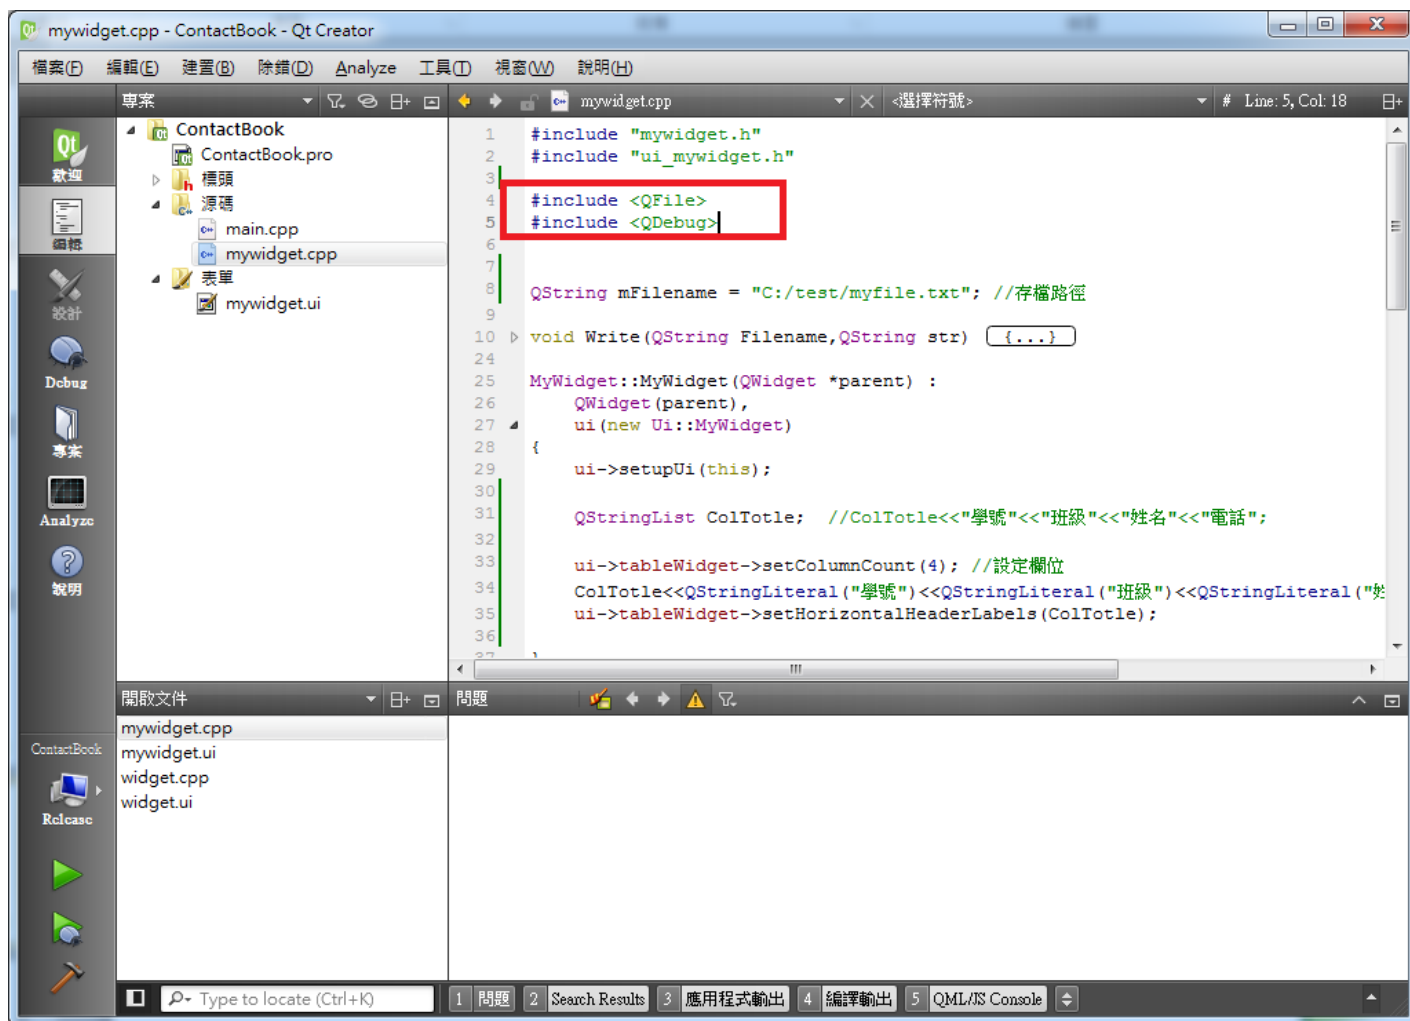 mywidget.cpp - ContactBook - Qt Creator
檔案(F) 編輯(E) 建置(B) 除錯(D) Analyze 工具(T) 視窗(W) 說明(H)
專案
mywidget.cpp
<選擇符號>
# Line: 5, Col: 18
歡迎
編輯
設計
Debug
專案
Analyze
說明
ContactBook
Release
ContactBook
ContactBook.pro
標頭
源碼
main.cpp
mywidget.cpp
表單
mywidget.ui
1 #include "mywidget.h"
2 #include "ui_mywidget.h"
3
4 #include <QFile>
5 #include <QDebug>
6
7
8 QString mFilename = "C:/test/myfile.txt"; //存檔路徑
9
10 void Write(QString Filename,QString str) {...}
24
25 MyWidget::MyWidget(QWidget *parent) :
26 QWidget(parent),
27 ui(new Ui::MyWidget)
28 {
29 ui->setupUi(this);
30
31 QStringList ColTotle; //ColTotle<<"學號"<<"班級"<<"姓名"<<"電話";
32
33 ui->tableWidget->setColumnCount(4); //設定欄位
34 ColTotle<<QStringLiteral("學號")<<QStringLiteral("班級")<<QStringLiteral("姓
35 ui->tableWidget->setHorizontalHeaderLabels(ColTotle);
36
37 }
開啟文件
mywidget.cpp
mywidget.ui
widget.cpp
widget.ui
問題
Type to locate (Ctrl+K)
1 問題 2 Search Results 3 應用程式輸出 4 編譯輸出 5 QML/JS Console